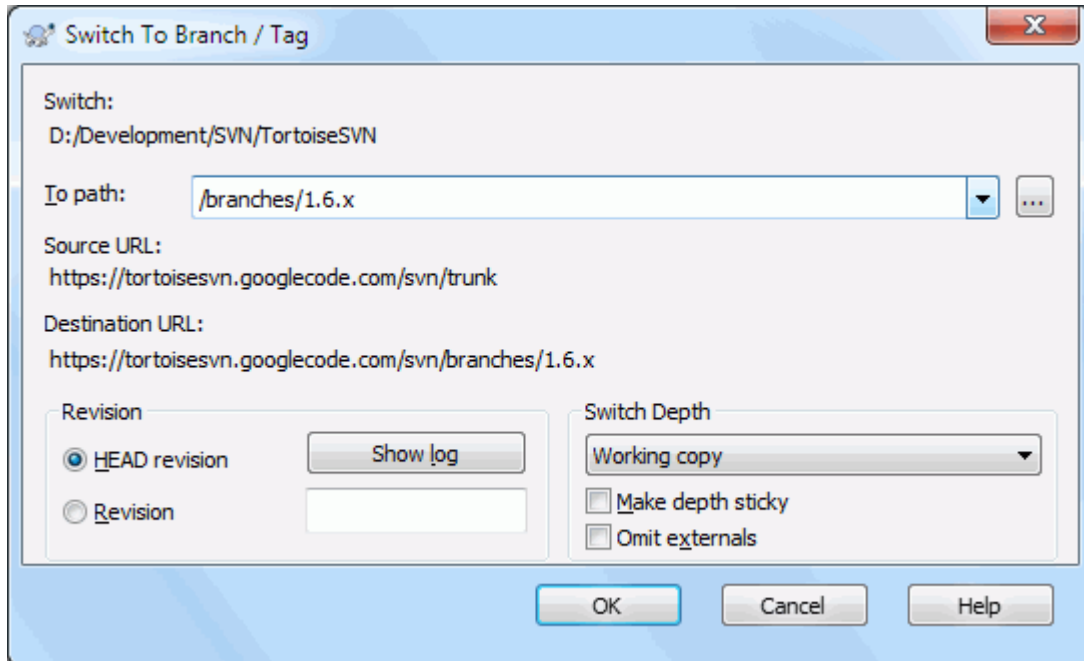 Switch To Branch / Tag
Switch:
D:/Development/SVN/TortoiseSVN
To path:
/branches/1.6.x
...
Source URL:
https://tortoisesvn.googlecode.com/svn/trunk
Destination URL:
https://tortoisesvn.googlecode.com/svn/branches/1.6.x
Revision
HEAD revision
Show log
Revision
Switch Depth
Working copy
Make depth sticky
Omit externals
OK
Cancel
Help